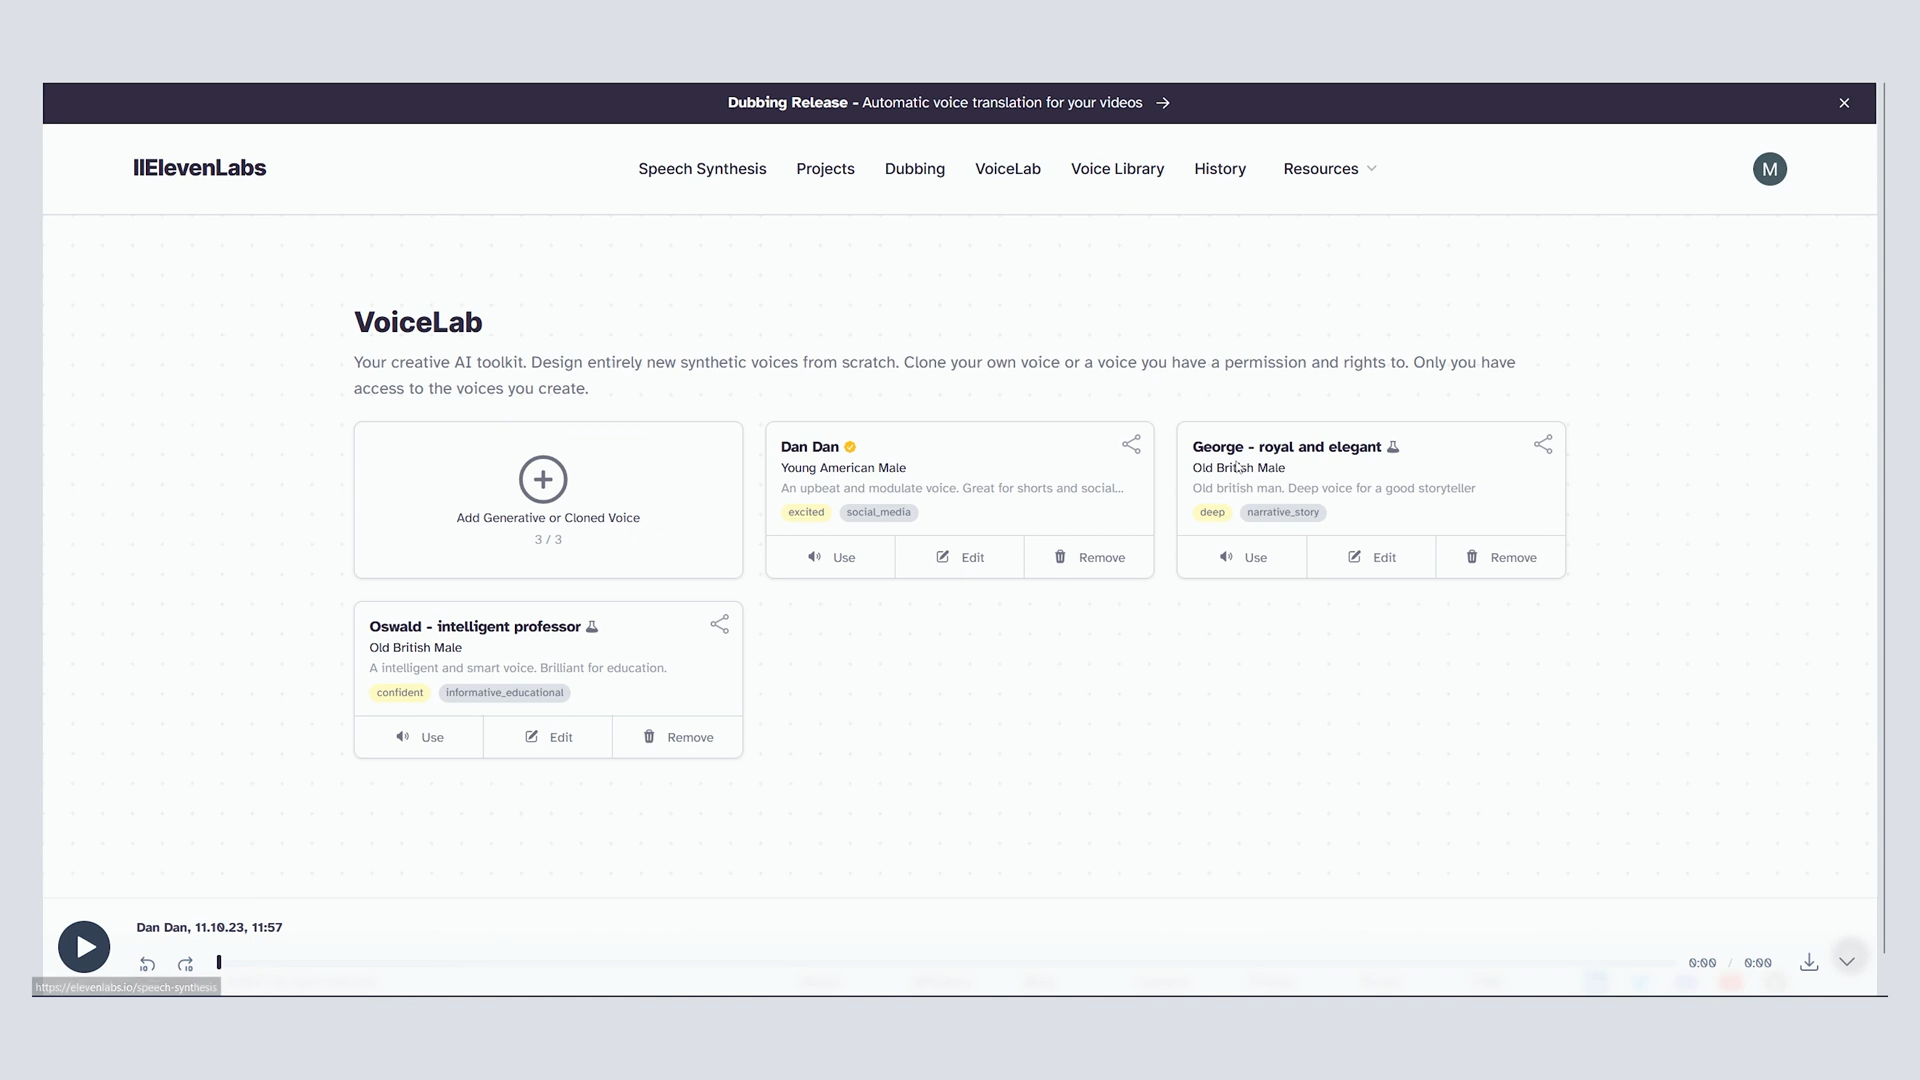 Dubbing Release - Automatic voice translation for your videos →
IIElevenLabs
Speech Synthesis
Projects
Dubbing
VoiceLab
Voice Library
History
Resources
M
VoiceLab
Your creative AI toolkit. Design entirely new synthetic voices from scratch. Clone your own voice or a voice you have a permission and rights to. Only you have
access to the voices you create.
Add Generative or Cloned Voice
3 / 3
Dan Dan
Young American Male
An upbeat and modulate voice. Great for shorts and social...
excited
social_media
Use
Edit
Remove
George - royal and elegant
Old British Male
Old british man. Deep voice for a good storyteller
deep
narrative_story
Use
Edit
Remove
Oswald - intelligent professor
Old British Male
A intelligent and smart voice. Brilliant for education.
confident
informative_educational
Use
Edit
Remove
Dan Dan, 11.10.23, 11:57
10
10
0:00 / 0:00
https://elevenlabs.io/speech-synthesis